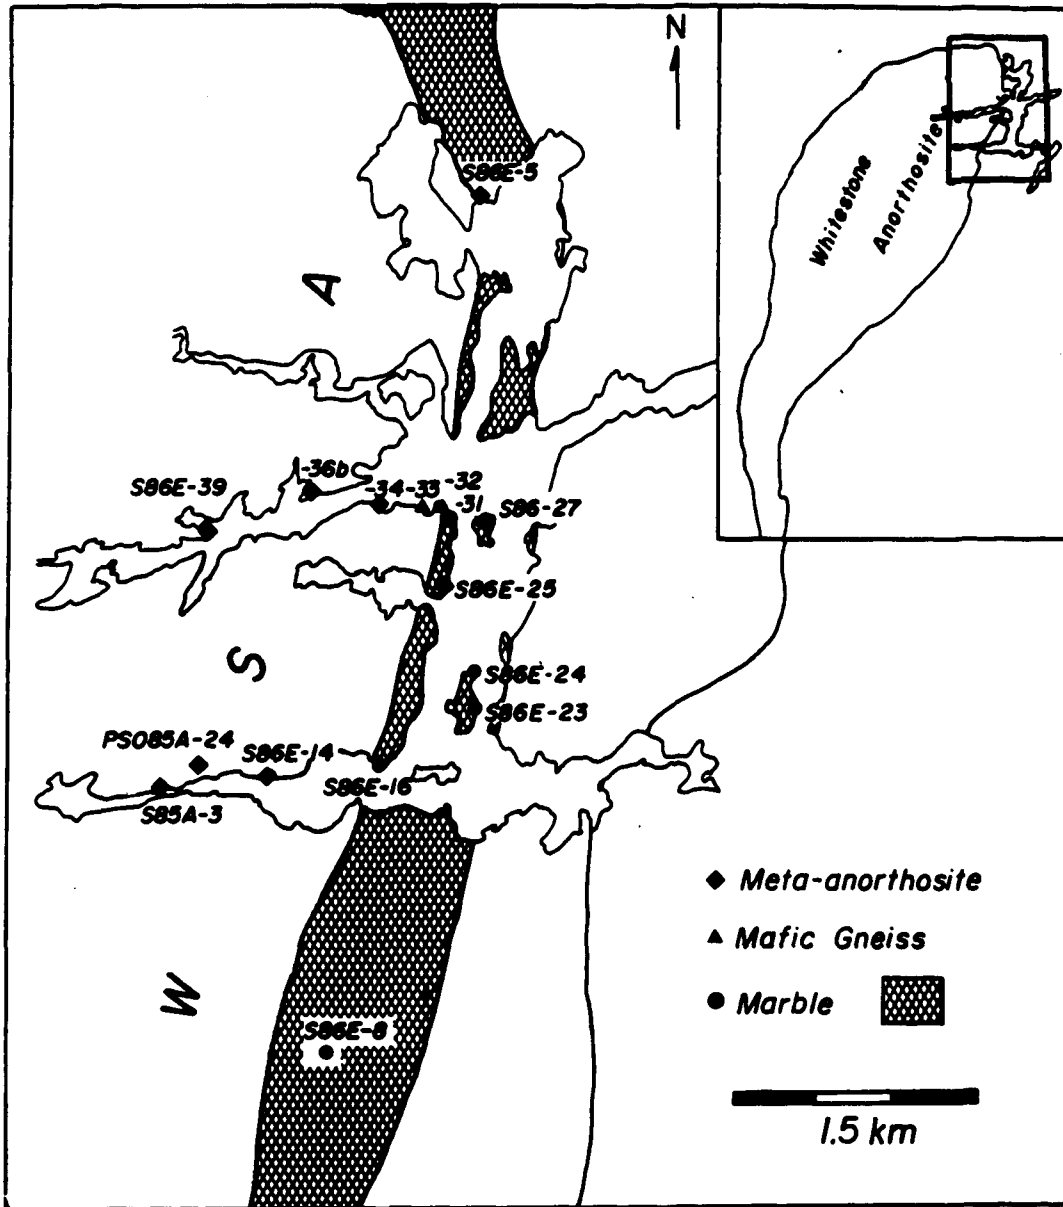 N
S86E-5
Whitestone
Anorthosite
A
-36b
S86E-39
-34
-33
-32
-31
S86-27
S86E-25
S
S86E-24
S86E-23
PSO85A-24
S86E-14
S86E-16
S85A-3
Meta-anorthosite
Mafic Gneiss
W
Marble
S86E-8
1.5 km